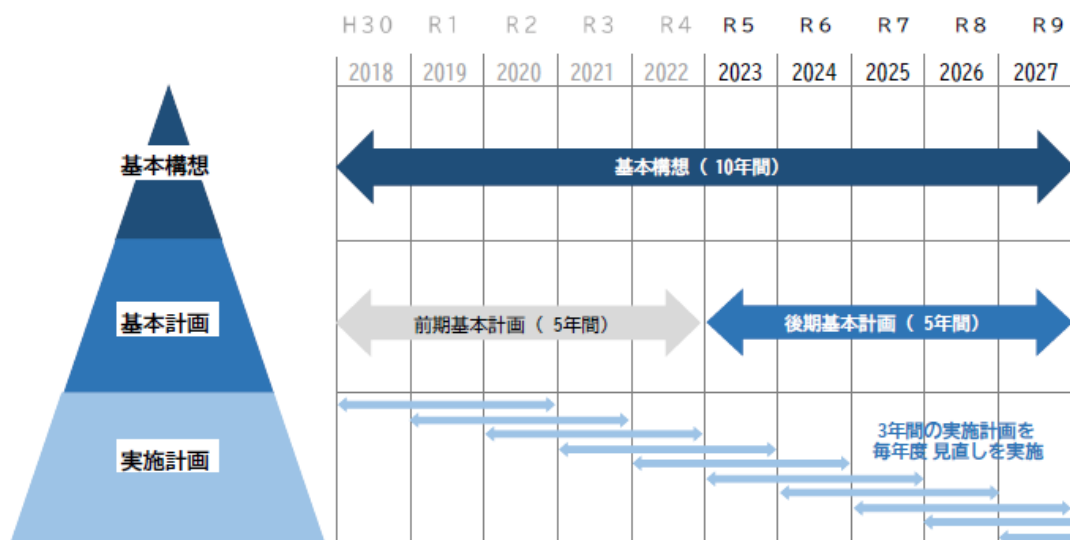 H30 R1 R2 R3 R4 R5 R6 R7 R8 R9
2018 2019 2020 2021 2022 2023 2024 2025 2026 2027
基本構想
基本構想（ 10年間）
基本計画
前期基本計画（ 5年間）
後期基本計画（ 5年間）
実施計画
3年間の実施計画を
毎年度 見直しを実施